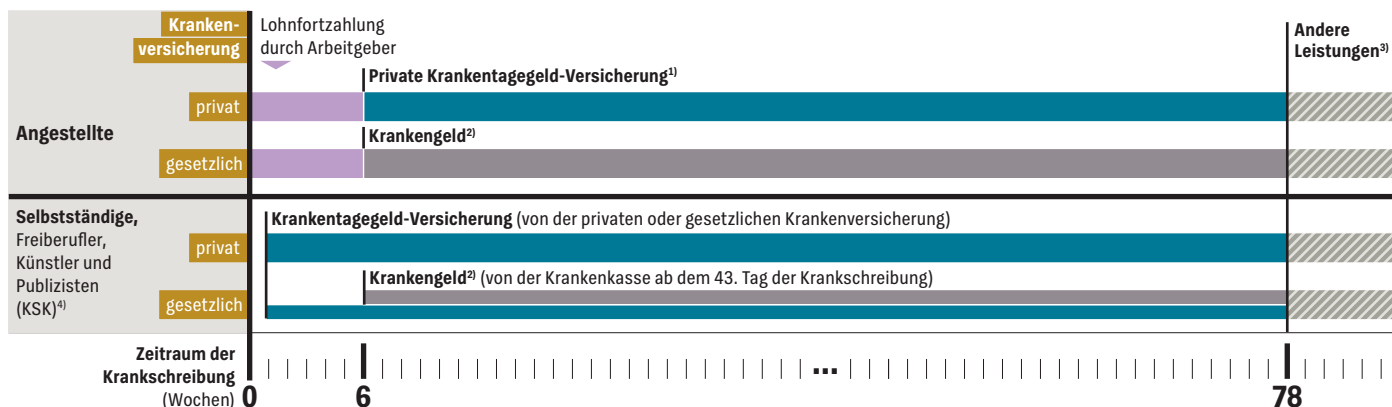 Kranken-
versicherung
Lohnfortzahlung
durch Arbeitgeber
Andere
Leistungen³⁾
Private Krankentagegeld-Versicherung¹⁾
privat
Angestellte
Krankengeld²⁾
gesetzlich
Selbstständige,
Freiberufler,
Künstler und
Publizisten
(KSK)⁴⁾
Krankentagegeld-Versicherung (von der privaten oder gesetzlichen Krankenversicherung)
privat
Krankengeld²⁾ (von der Krankenkasse ab dem 43. Tag der Krankschreibung)
gesetzlich
Zeitraum der
Krankschreibung
(Wochen)
0
6
...
78